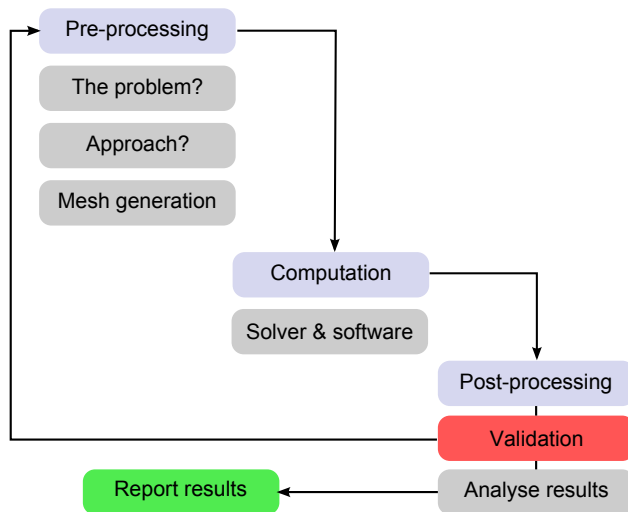 Pre-processing
The problem?
Approach?
Mesh generation
Computation
Solver & software
Post-processing
Validation
Analyse results
Report results